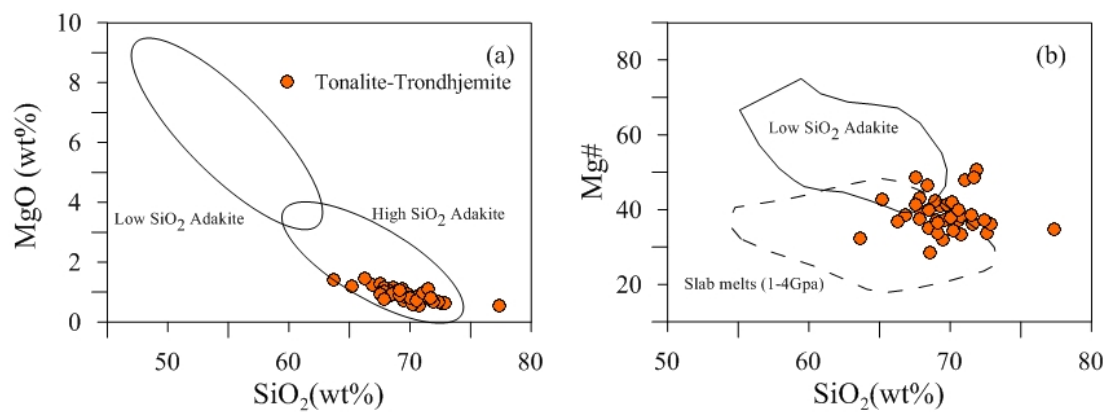 10
8
6
4
2
0
MgO (wt%)
(a)
Tonalite-Trondhjemite
Low SiO₂ Adakite
High SiO₂ Adakite
50 60 70 80
SiO₂(wt%)
80
60
40
20
Mg#
(b)
Low SiO₂ Adakite
Slab melts (1-4Gpa)
50 60 70 80
SiO₂(wt%)